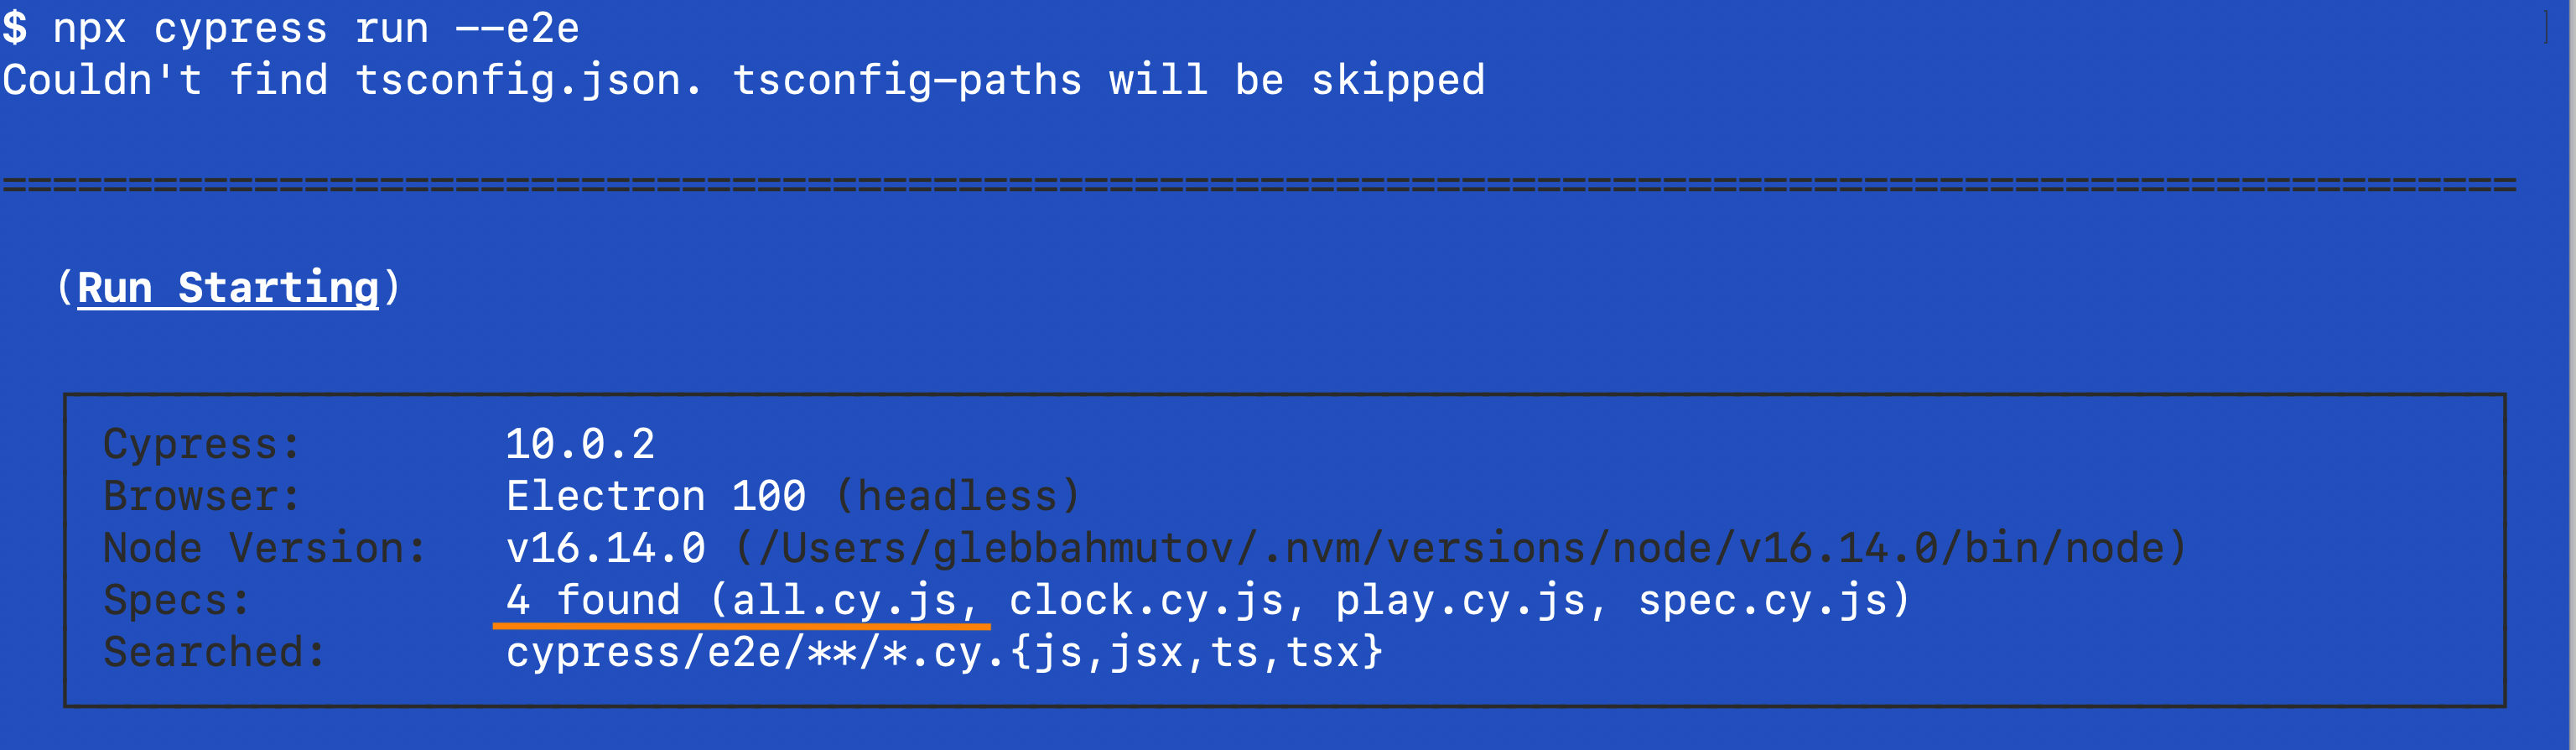 $ npx cypress run --e2e
Couldn't find tsconfig.json. tsconfig-paths will be skipped
====================================================================================================
(Run Starting)
Cypress: 10.0.2
Browser: Electron 100 (headless)
Node Version: v16.14.0 (/Users/glebbahmutov/.nvm/versions/node/v16.14.0/bin/node)
Specs: 4 found (all.cy.js, clock.cy.js, play.cy.js, spec.cy.js)
Searched: cypress/e2e/**/*.cy.{js,jsx,ts,tsx}